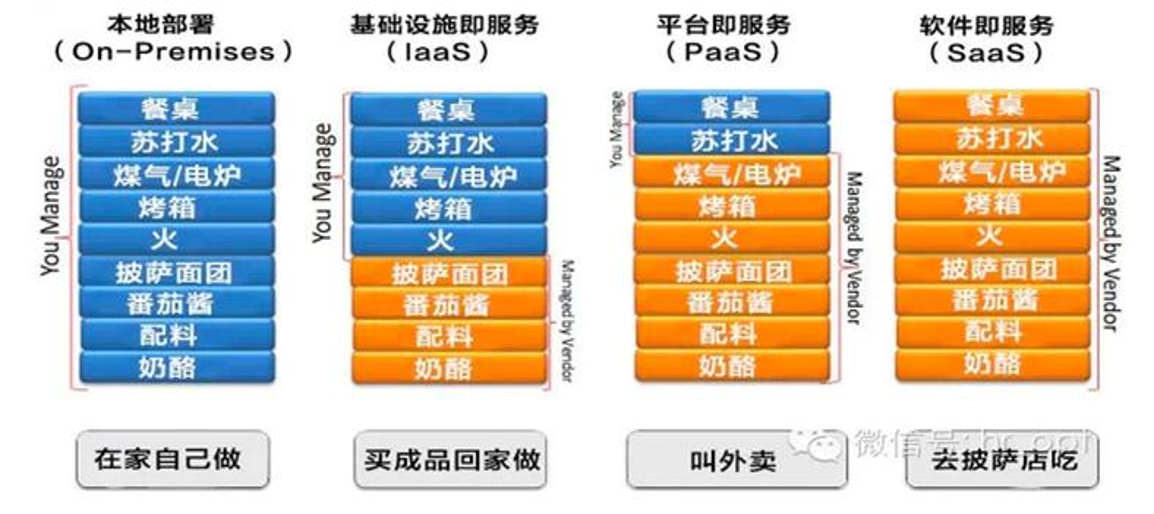 本地部署
（On-Premises）
You Manage
餐桌
苏打水
煤气/电炉
烤箱
火
披萨面团
番茄酱
配料
奶酪
在家自己做
基础设施即服务
（IaaS）
You Manage
餐桌
苏打水
煤气/电炉
烤箱
火
披萨面团
番茄酱
配料
奶酪
Managed by Vendor
买成品回家做
平台即服务
（PaaS）
You Manage
餐桌
苏打水
煤气/电炉
烤箱
火
披萨面团
番茄酱
配料
奶酪
Managed by Vendor
叫外卖
软件即服务
（SaaS）
餐桌
苏打水
煤气/电炉
烤箱
火
披萨面团
番茄酱
配料
奶酪
Managed by Vendor
去披萨店吃
微信号: